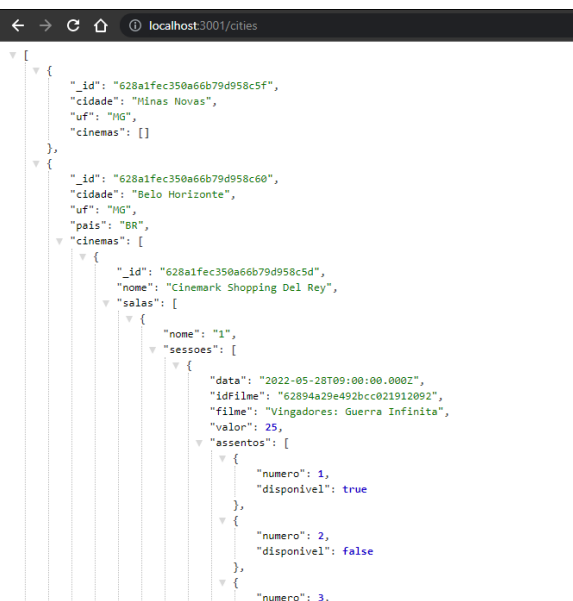 localhost:3001/cities
[
{
"_id": "628a1fec350a66b79d958c5f",
"cidade": "Minas Novas",
"uf": "MG",
"cinemas": []
},
{
"_id": "628a1fec350a66b79d958c60",
"cidade": "Belo Horizonte",
"uf": "MG",
"pais": "BR",
"cinemas": [
{
"_id": "628a1fec350a66b79d958c5d",
"nome": "Cinemark Shopping Del Rey",
"salas": [
{
"nome": "1",
"sessoes": [
{
"data": "2022-05-28T09:00:00.000Z",
"idFilme": "62894a29e492bcc021912092",
"filme": "Vingadores: Guerra Infinita",
"valor": 25,
"assentos": [
{
"numero": 1,
"disponivel": true
},
{
"numero": 2,
"disponivel": false
},
{
"numero": 3,